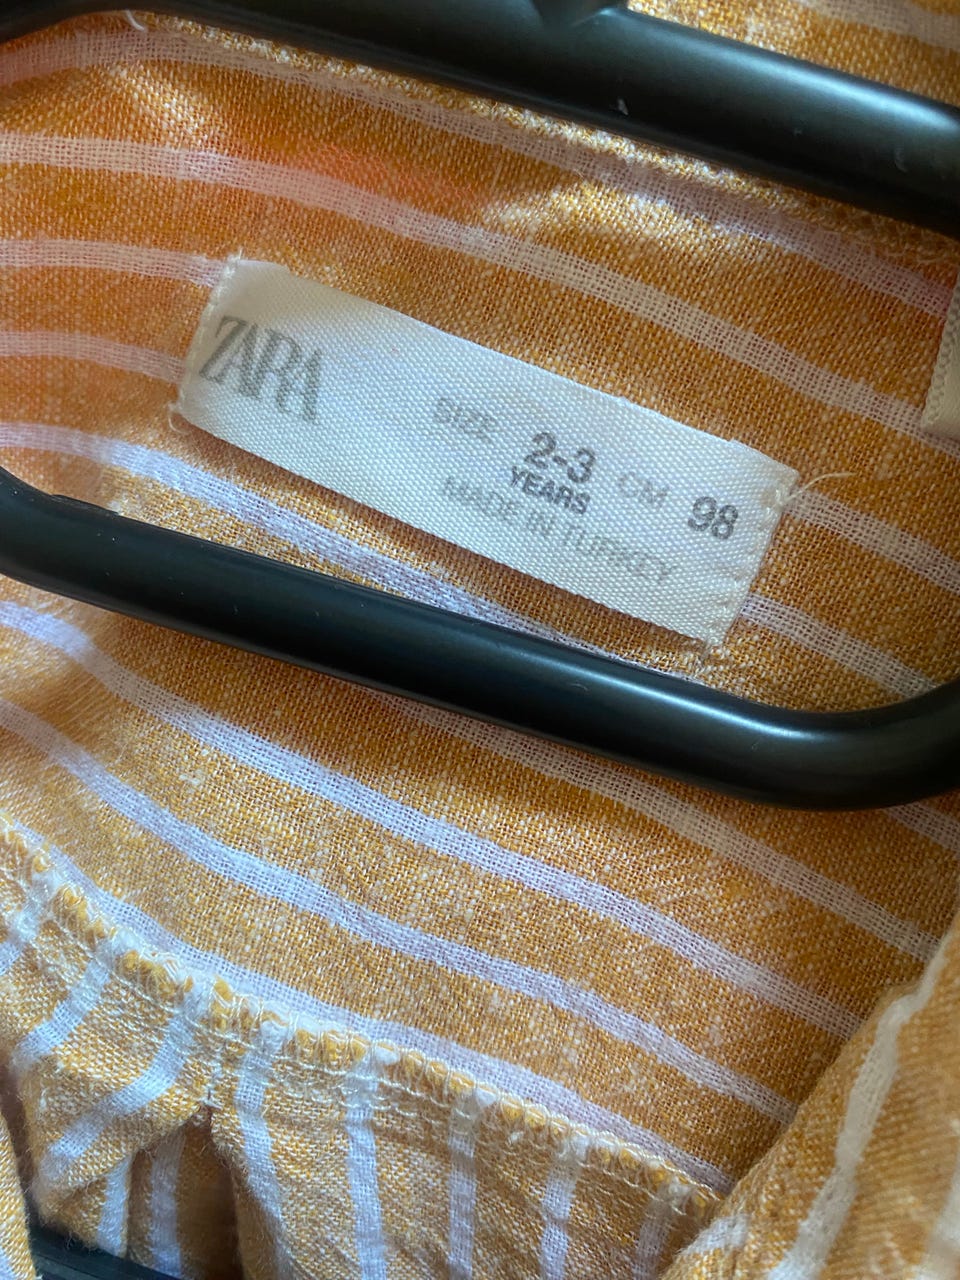 ZARA
SIZE 2-3 CM 98
YEARS
MADE IN TURKEY